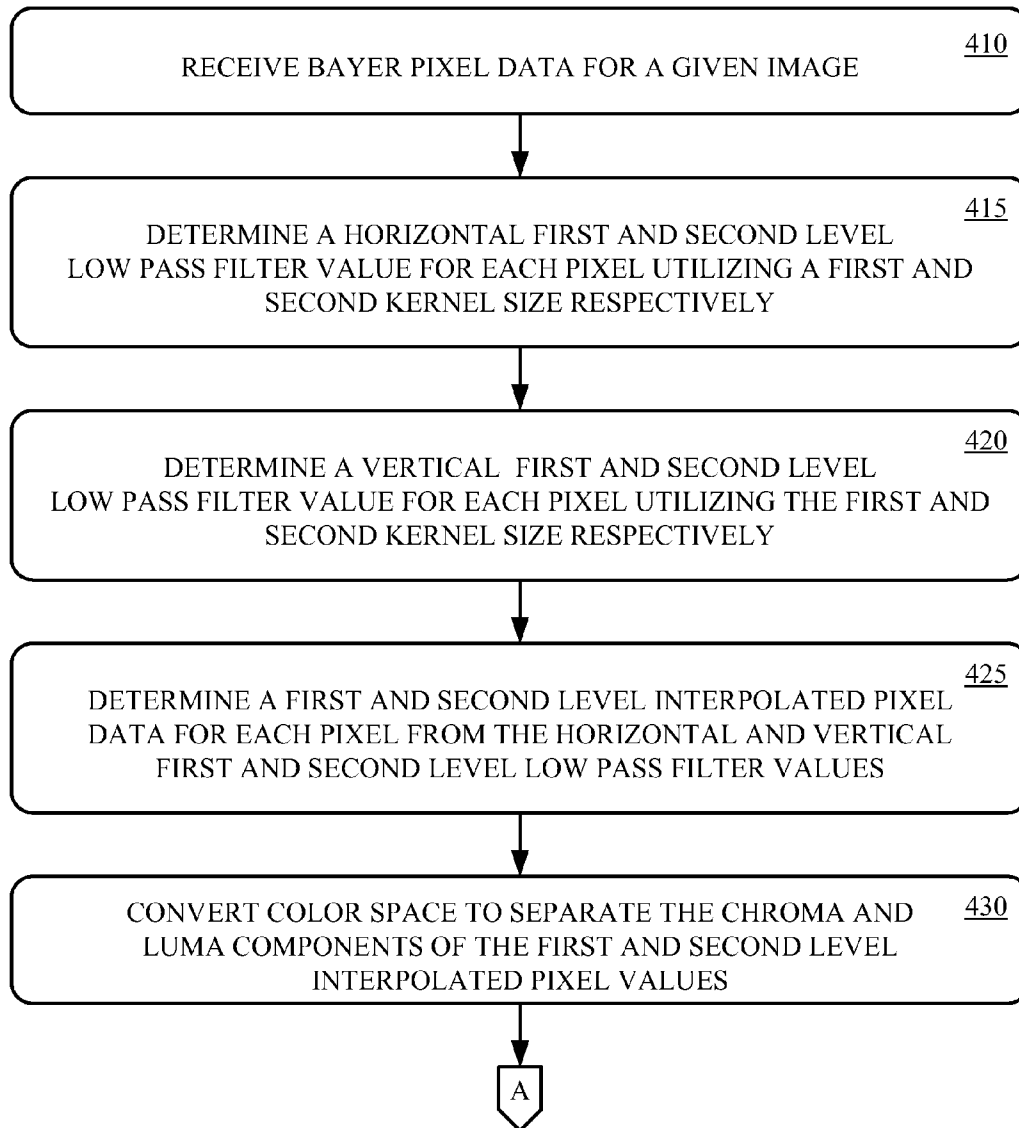 410
RECEIVE BAYER PIXEL DATA FOR A GIVEN IMAGE
415
DETERMINE A HORIZONTAL FIRST AND SECOND LEVEL
LOW PASS FILTER VALUE FOR EACH PIXEL UTILIZING A FIRST AND
SECOND KERNEL SIZE RESPECTIVELY
420
DETERMINE A VERTICAL FIRST AND SECOND LEVEL
LOW PASS FILTER VALUE FOR EACH PIXEL UTILIZING THE FIRST AND
SECOND KERNEL SIZE RESPECTIVELY
425
DETERMINE A FIRST AND SECOND LEVEL INTERPOLATED PIXEL
DATA FOR EACH PIXEL FROM THE HORIZONTAL AND VERTICAL
FIRST AND SECOND LEVEL LOW PASS FILTER VALUES
430
CONVERT COLOR SPACE TO SEPARATE THE CHROMA AND
LUMA COMPONENTS OF THE FIRST AND SECOND LEVEL
INTERPOLATED PIXEL VALUES
A